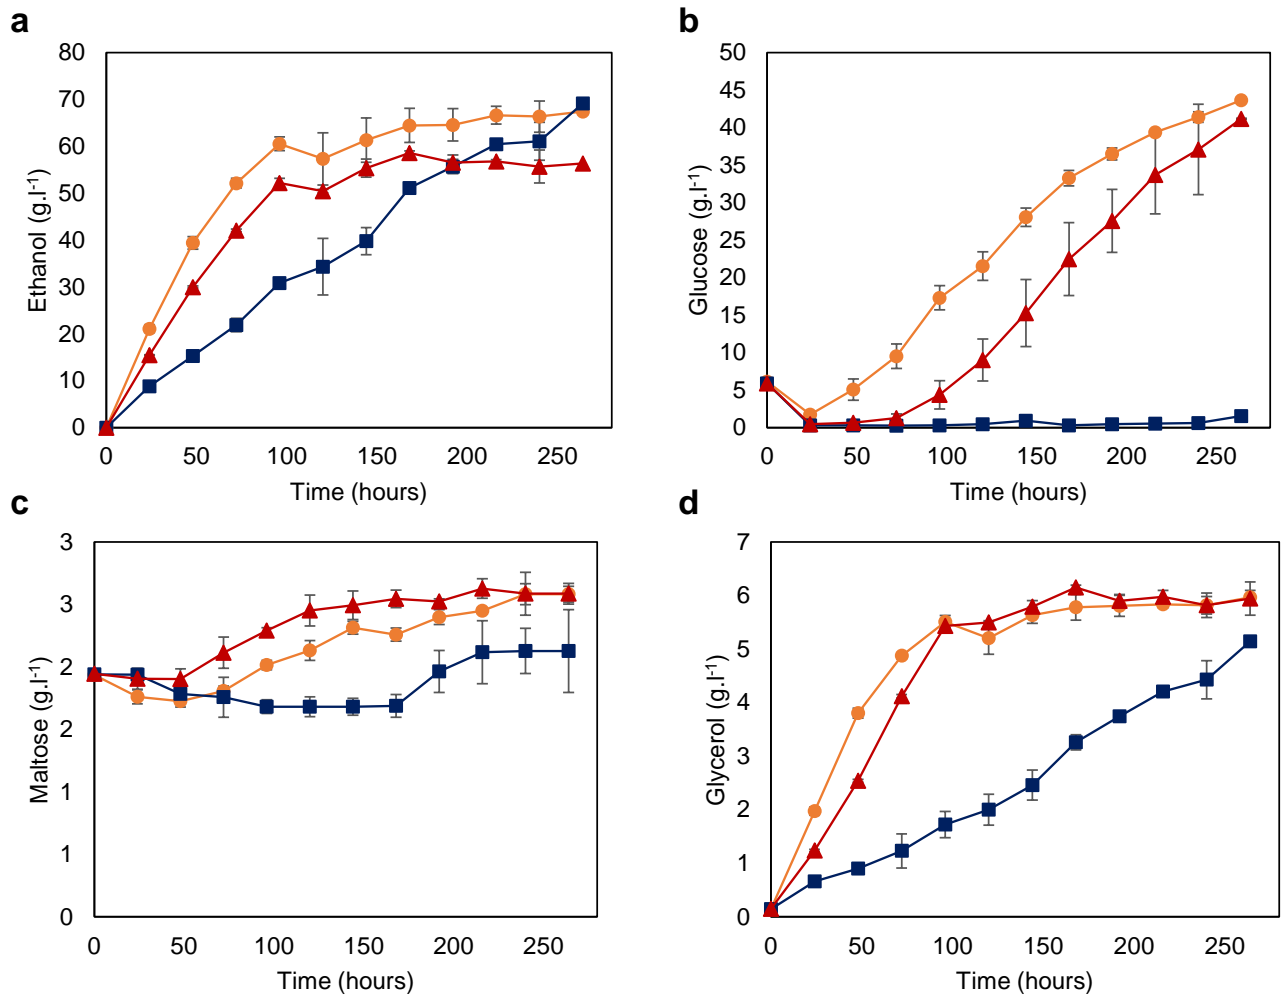 a
80
70
60
50
40
30
20
10
0
Ethanol (g.l-1)
0 50 100 150 200 250
Time (hours)
b
50
45
40
35
30
25
20
15
10
5
0
Glucose (g.l-1)
0 50 100 150 200 250
Time (hours)
c
3
3
2
2
1
1
0
Maltose (g.l-1)
0 50 100 150 200 250
Time (hours)
d
7
6
5
4
3
2
1
0
Glycerol (g.l-1)
0 50 100 150 200 250
Time (hours)